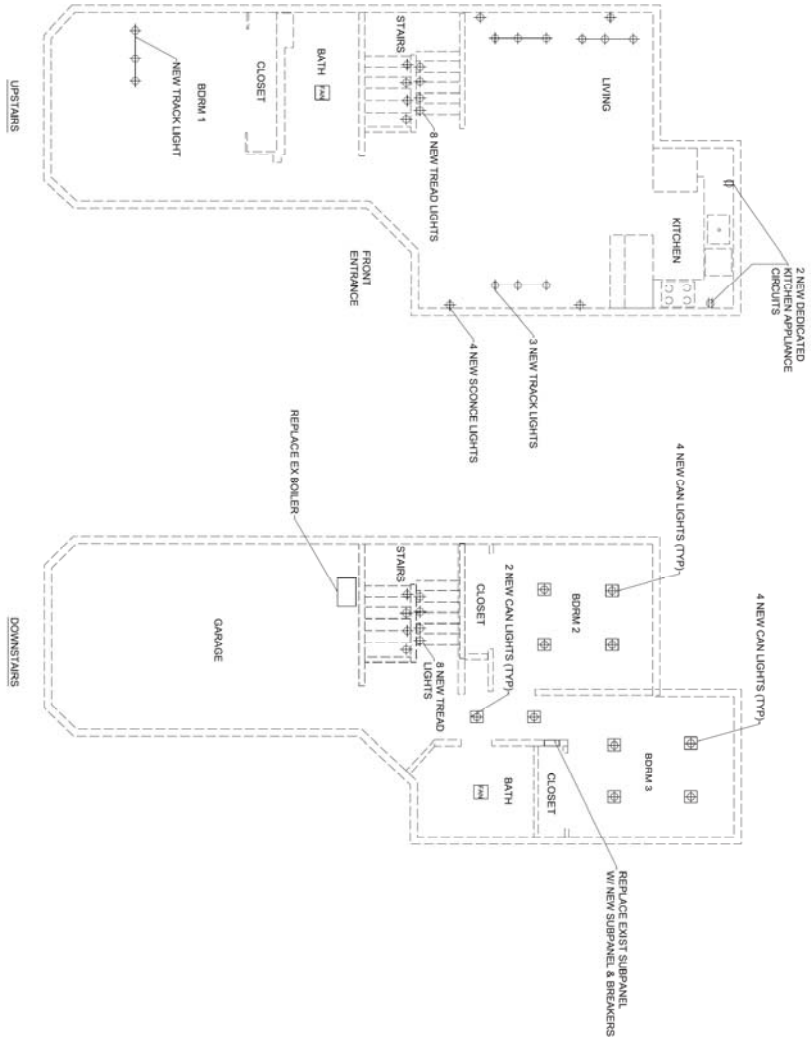 2 NEW DEDICATED
KITCHEN APPLIANCE
CIRCUITS
KITCHEN
LIVING
3 NEW TRACK LIGHTS
4 NEW SCONCE LIGHTS
STAIRS
8 NEW TREAD LIGHTS
FRONT
ENTRANCE
BATH
FAN
CLOSET
BDRM 1
NEW TRACK LIGHT
UPSTAIRS
4 NEW CAN LIGHTS (TYP)
4 NEW CAN LIGHTS (TYP)
BDRM 3
BDRM 2
REPLACE EXIST SUBPANEL
W/ NEW SUBPANEL & BREAKERS
CLOSET
2 NEW CAN LIGHTS (TYP)
CLOSET
BATH
FAN
8 NEW TREAD
LIGHTS
STAIRS
REPLACE EX BOILER
GARAGE
DOWNSTAIRS